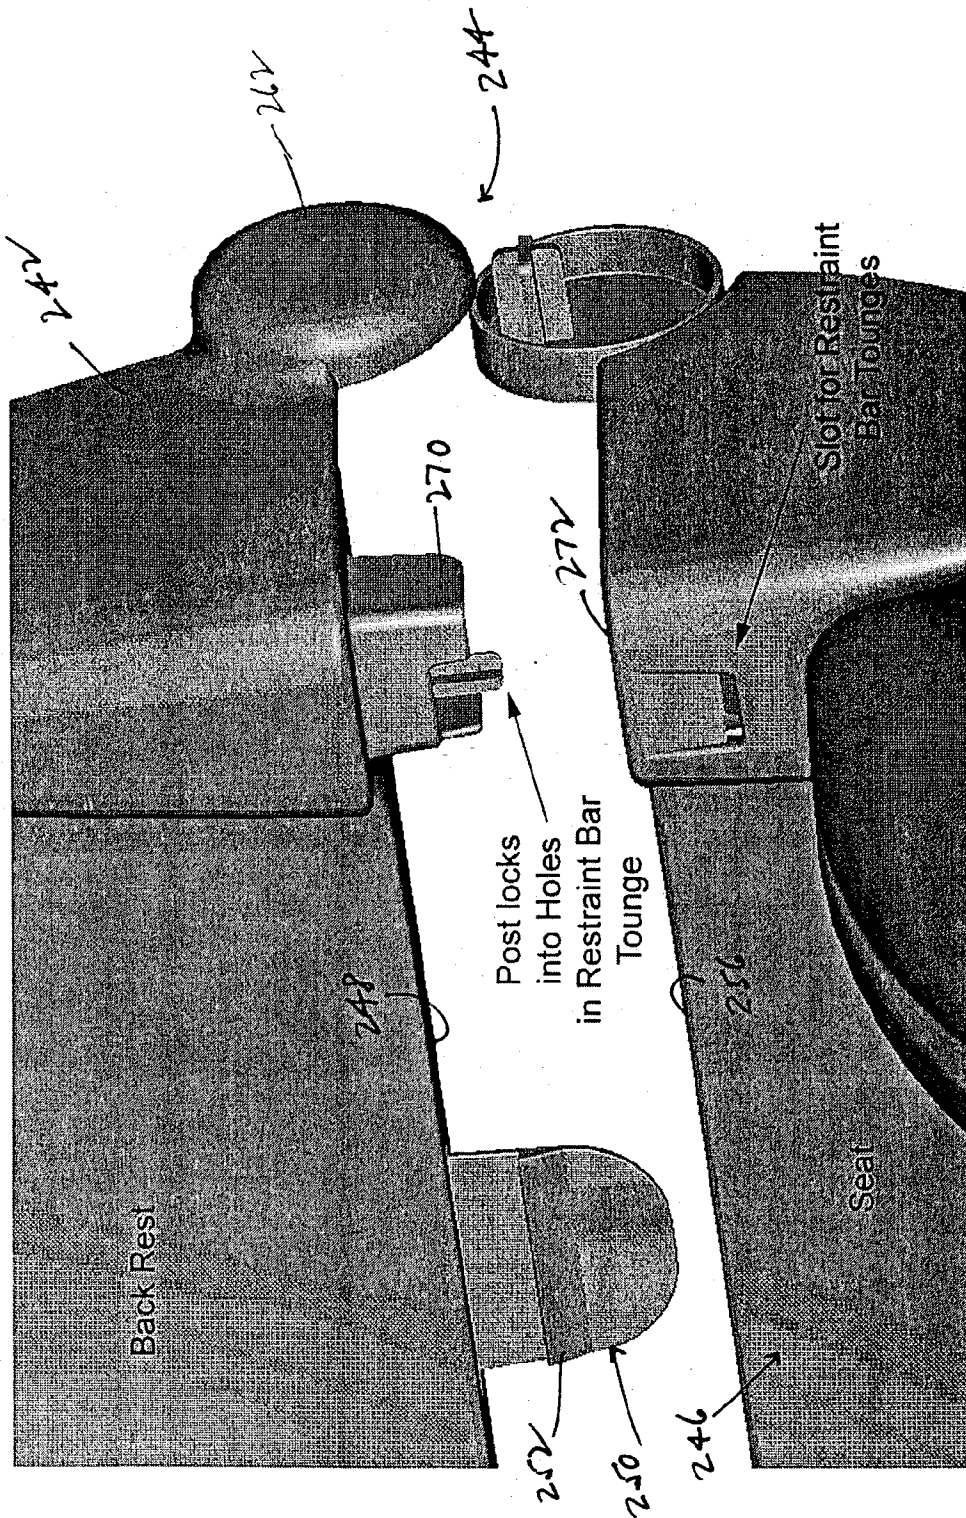 242
262
244
270
272
Slot for Restraint
Bar Tounges
Post locks
into Holes
in Restraint Bar
Tounge
248
256
Back Rest
Seat
252
250
246